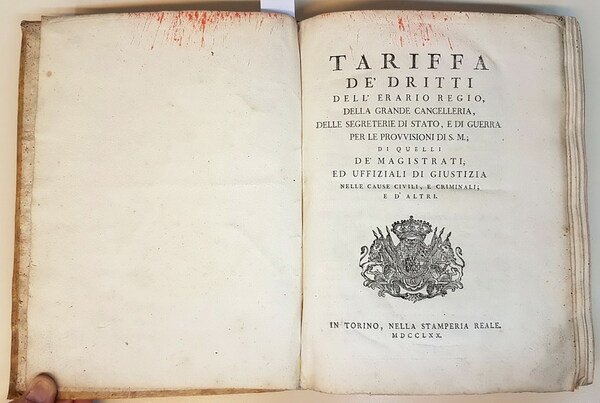 TARIFFA
DE' DRITTI
DELL' ERARIO REGIO,
DELLA GRANDE CANCELLERIA,
DELLE SEGRETERIE DI STATO, E DI GUERRA
PER LE PROVVISIONI DI S. M.;
DI QUELLI
DE' MAGISTRATI;
ED UFFIZIALI DI GIUSTIZIA
NELLE CAUSE CIVILI, E CRIMINALI;
E D' ALTRI.
IN TORINO, NELLA STAMPERIA REALE.
MDCCLXX.